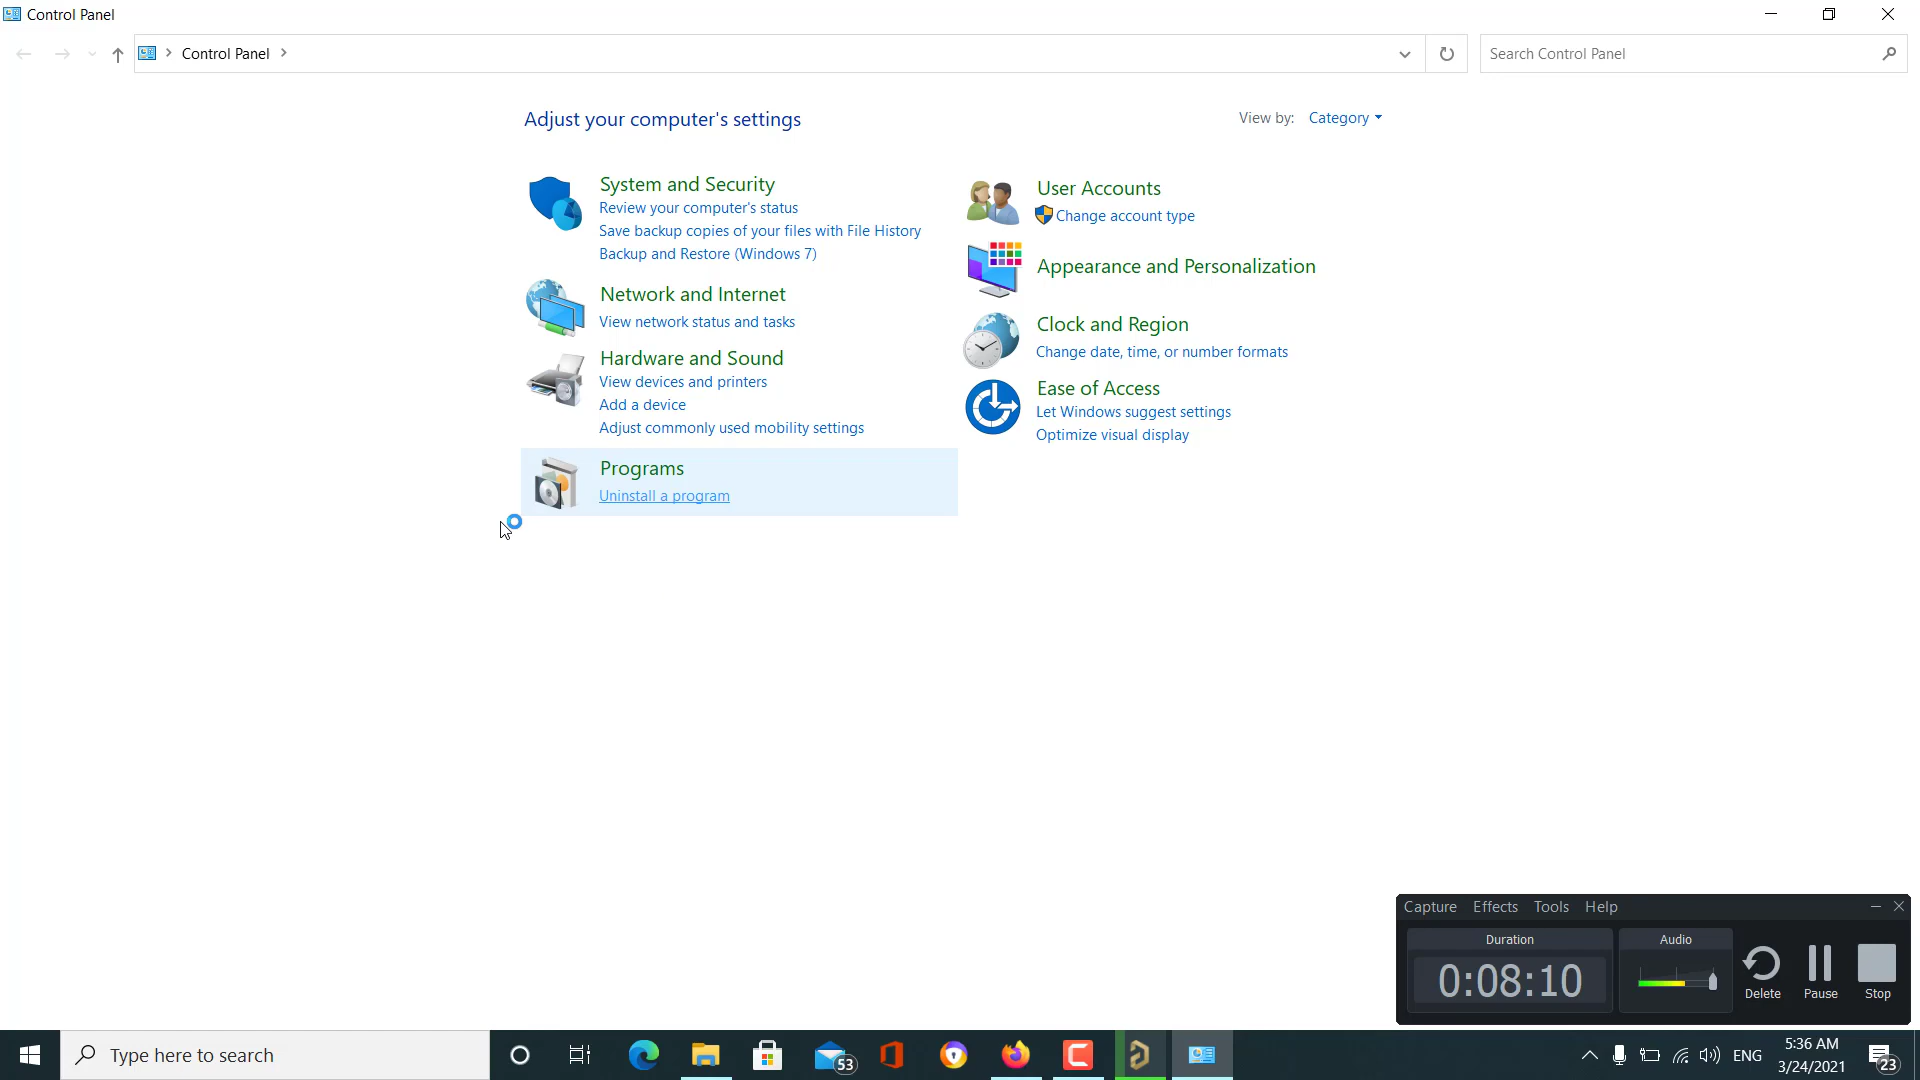 Control Panel
Control Panel
Search Control Panel
Adjust your computer's settings
View by: Category
System and Security
Review your computer's status
Save backup copies of your files with File History
Backup and Restore (Windows 7)
Network and Internet
View network status and tasks
Hardware and Sound
View devices and printers
Add a device
Adjust commonly used mobility settings
Programs
Uninstall a program
User Accounts
Change account type
Appearance and Personalization
Clock and Region
Change date, time, or number formats
Ease of Access
Let Windows suggest settings
Optimize visual display
Capture Effects Tools Help
Duration
Audio
0:08:10
Delete Pause Stop
Type here to search
53
ENG
5:36 AM
3/24/2021
23